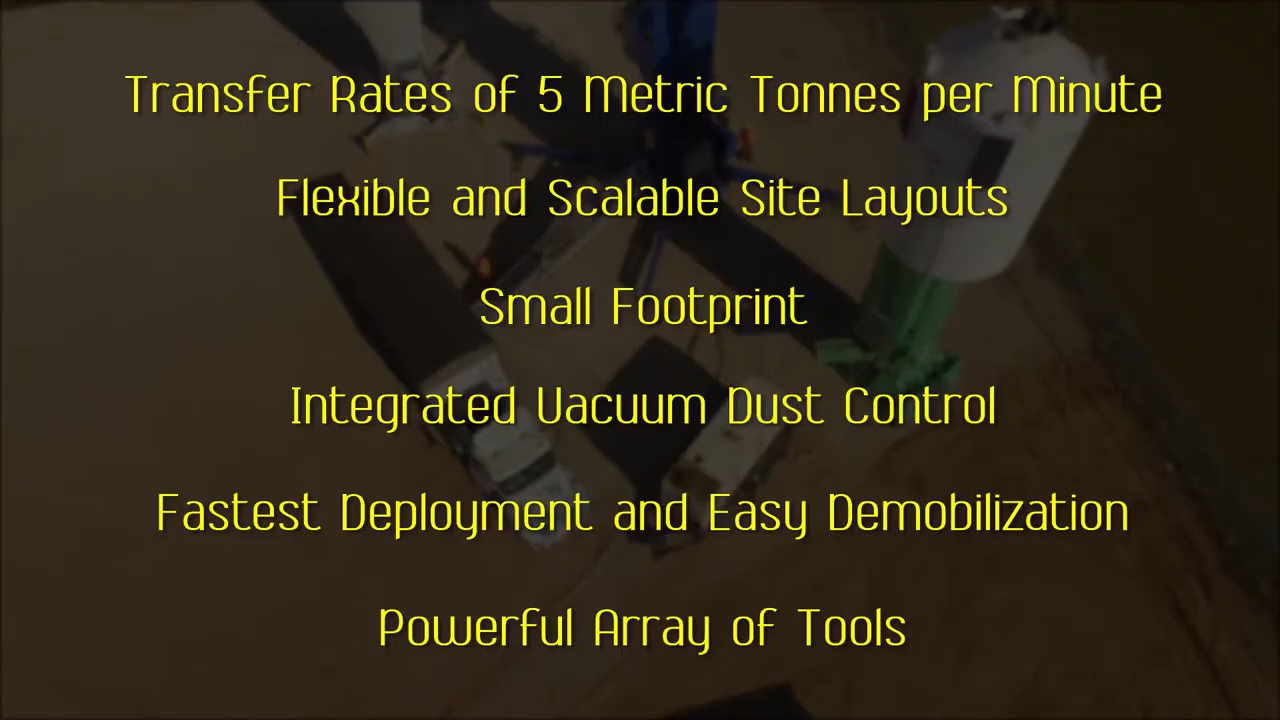 Transfer Rates of 5 Metric Tonnes per Minute
Flexible and Scalable Site Layouts
Small Footprint
Integrated Vacuum Dust Control
Fastest Deployment and Easy Demobilization
Powerful Array of Tools